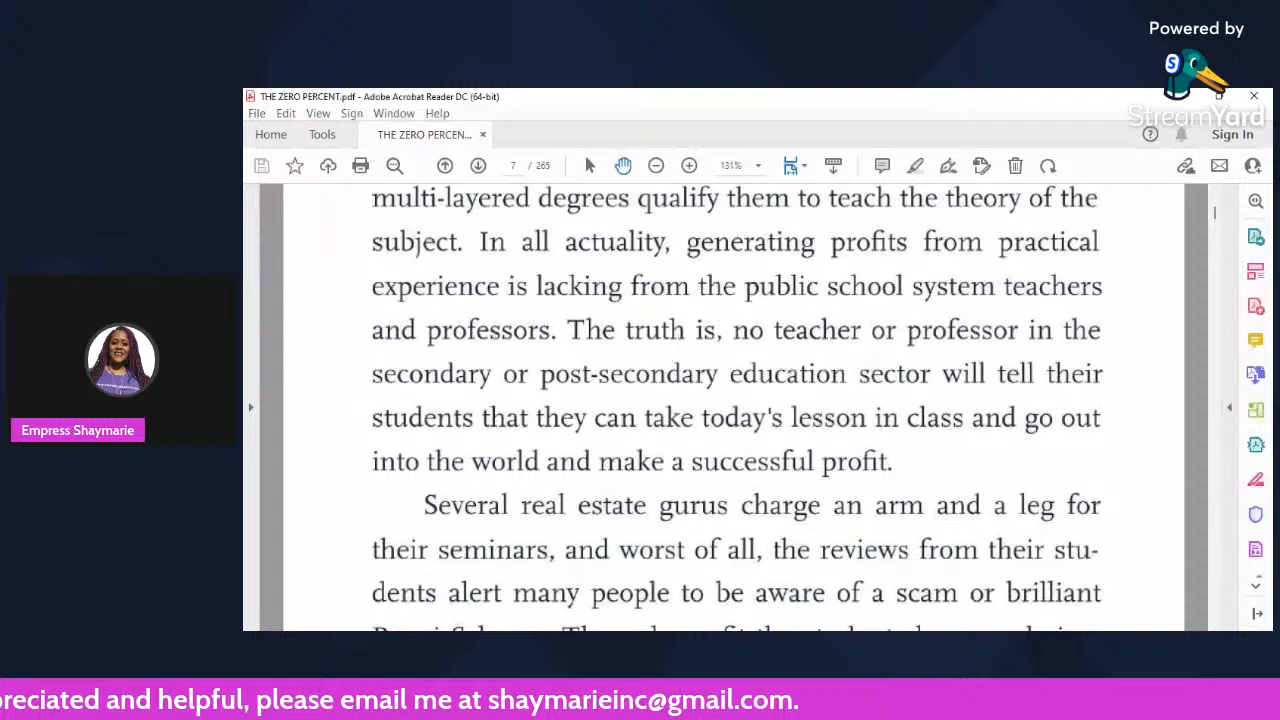 Powered by
StreamYard
THE ZERO PERCENT.pdf - Adobe Acrobat Reader DC (64-bit)
File Edit View Sign Window Help
Home Tools THE ZERO PERCEN... × Sign In
7 / 265 131%
multi-layered degrees qualify them to teach the theory of the
subject. In all actuality, generating profits from practical
experience is lacking from the public school system teachers
and professors. The truth is, no teacher or professor in the
secondary or post-secondary education sector will tell their
students that they can take today's lesson in class and go out
into the world and make a successful profit.
Several real estate gurus charge an arm and a leg for
their seminars, and worst of all, the reviews from their stu-
dents alert many people to be aware of a scam or brilliant
Empress Shaymarie
preciated and helpful, please email me at shaymarieinc@gmail.com.